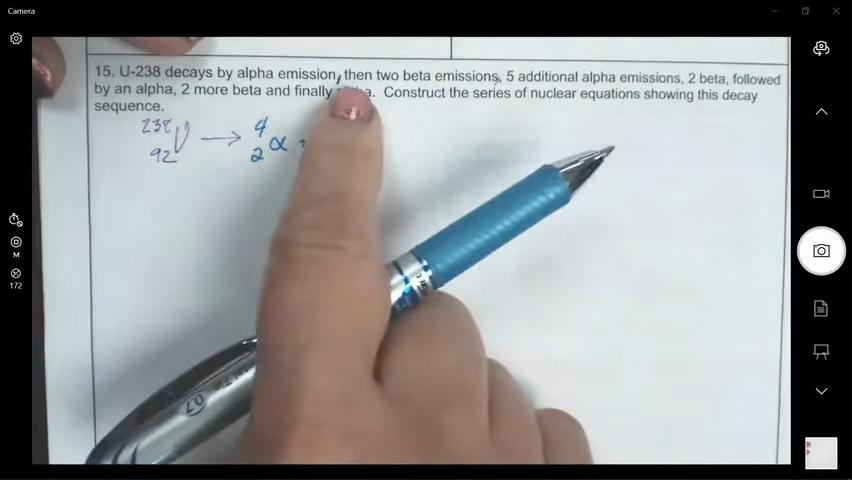 Camera
15. U-238 decays by alpha emission, then two beta emissions, 5 additional alpha emissions, 2 beta, followed
by an alpha, 2 more beta and finally Construct the series of nuclear equations showing this decay
sequence.
238 4
U → α
92 2
0.7
M
172